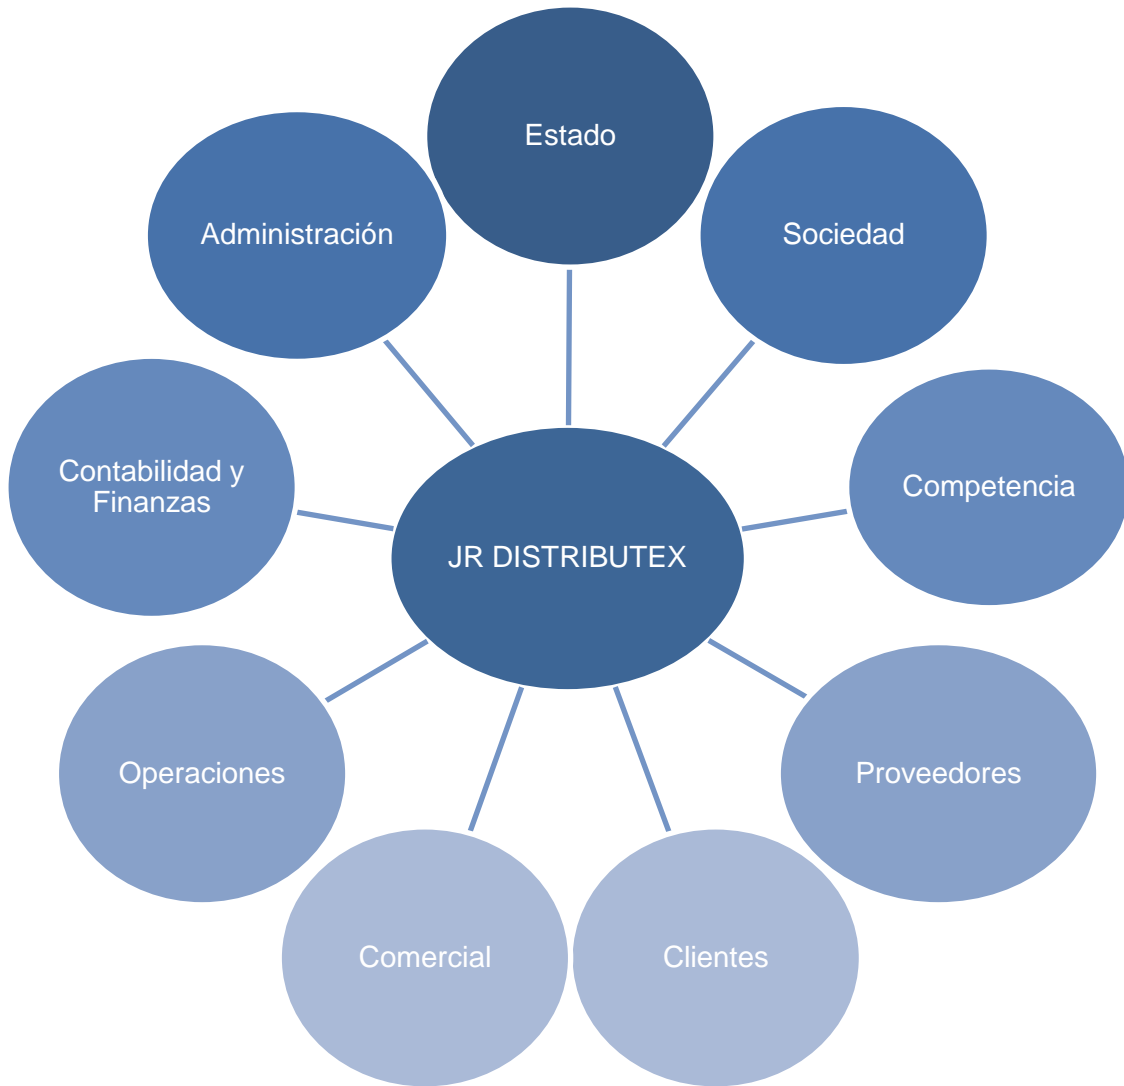 Estado
Administración
Sociedad
Contabilidad y
Finanzas
Competencia
JR DISTRIBUTEX
Operaciones
Proveedores
Comercial
Clientes